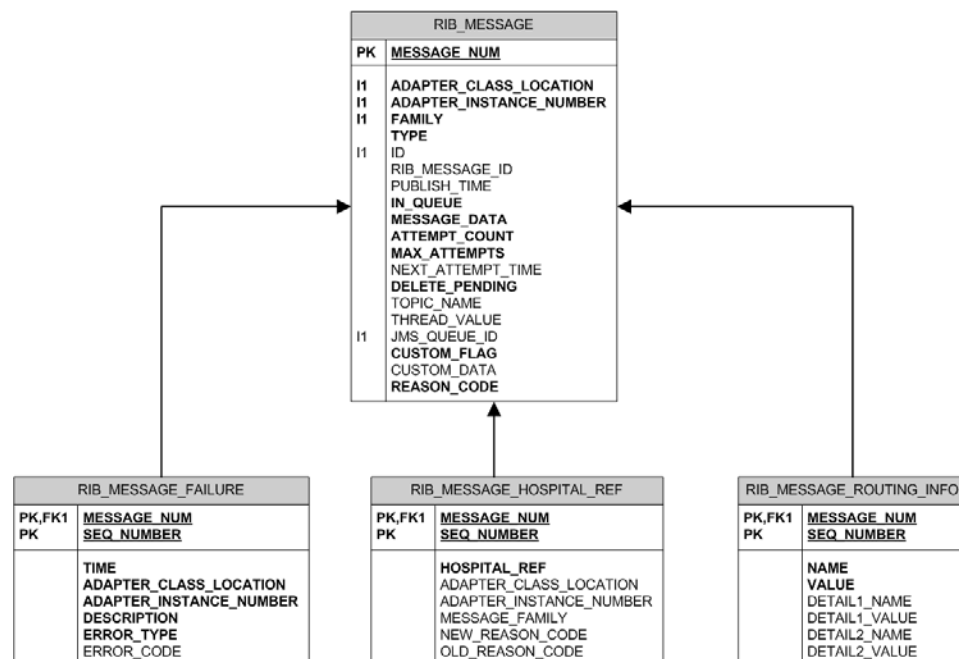 RIB_MESSAGE
PK MESSAGE_NUM
I1 ADAPTER_CLASS_LOCATION
I1 ADAPTER_INSTANCE_NUMBER
I1 FAMILY
TYPE
I1 ID
RIB_MESSAGE_ID
PUBLISH_TIME
IN_QUEUE
MESSAGE_DATA
ATTEMPT_COUNT
MAX_ATTEMPTS
NEXT_ATTEMPT_TIME
DELETE_PENDING
TOPIC_NAME
THREAD_VALUE
I1 JMS_QUEUE_ID
CUSTOM_FLAG
CUSTOM_DATA
REASON_CODE
RIB_MESSAGE_FAILURE
PK,FK1 MESSAGE_NUM
PK SEQ_NUMBER
TIME
ADAPTER_CLASS_LOCATION
ADAPTER_INSTANCE_NUMBER
DESCRIPTION
ERROR_TYPE
ERROR_CODE
RIB_MESSAGE_HOSPITAL_REF
PK,FK1 MESSAGE_NUM
PK SEQ_NUMBER
HOSPITAL_REF
ADAPTER_CLASS_LOCATION
ADAPTER_INSTANCE_NUMBER
MESSAGE_FAMILY
NEW_REASON_CODE
OLD_REASON_CODE
RIB_MESSAGE_ROUTING_INFO
PK,FK1 MESSAGE_NUM
PK SEQ_NUMBER
NAME
VALUE
DETAIL1_NAME
DETAIL1_VALUE
DETAIL2_NAME
DETAIL2_VALUE